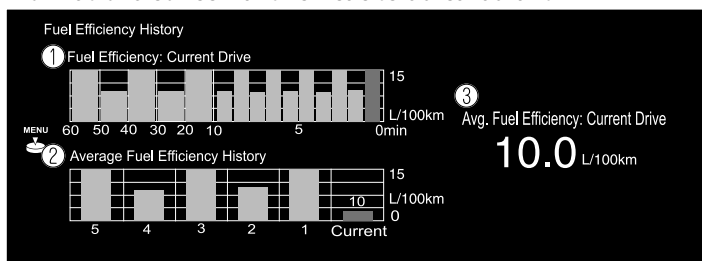 Fuel Efficiency History
1 Fuel Efficiency: Current Drive
15
L/100km
60 50 40 30 20 10 5 0min
MENU
2 Average Fuel Efficiency History
15
L/100km
10
0
5 4 3 2 1 Current
3
Avg. Fuel Efficiency: Current Drive
10.0 L/100km